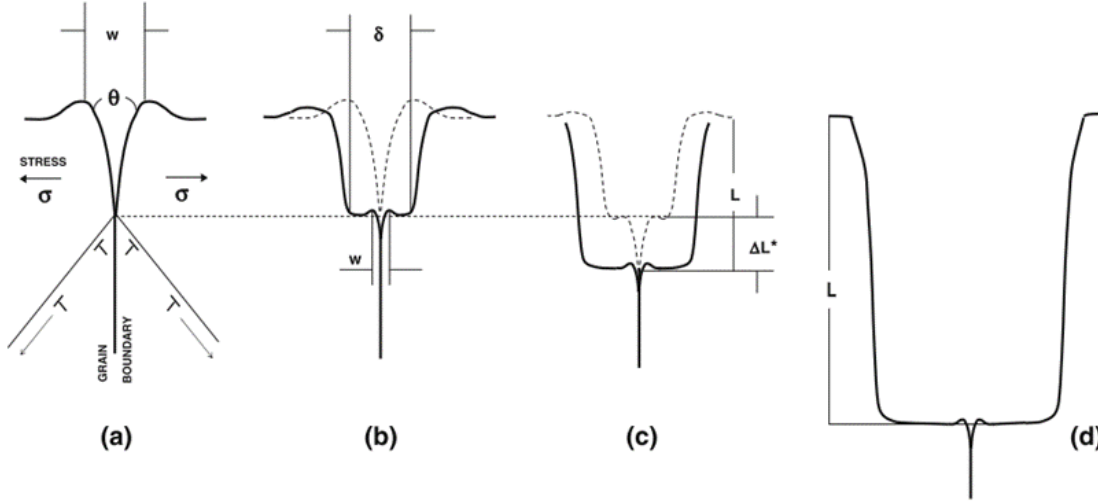 w
θ
STRESS
σ
σ
GRAIN
BOUNDARY
(a)
δ
w
(b)
L
ΔL*
(c)
L
(d)